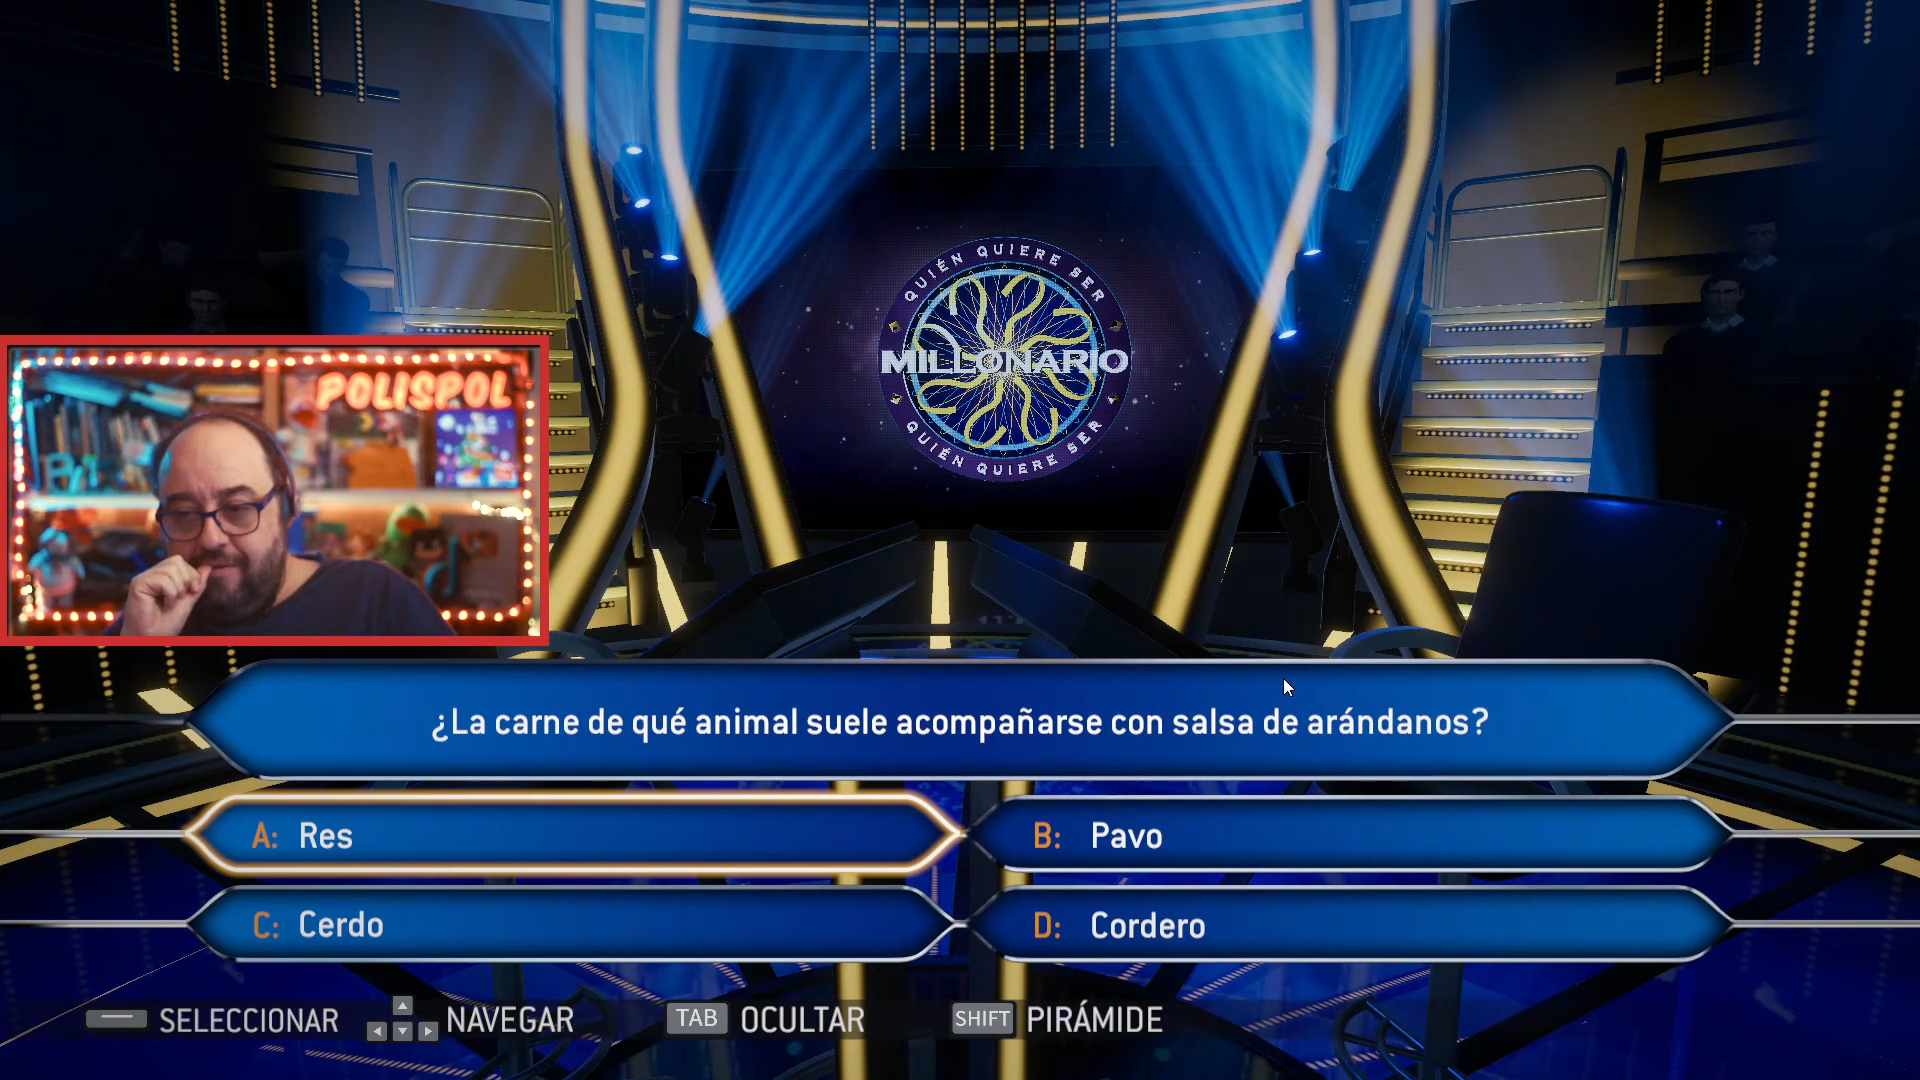 QUIÉN QUIERE SER
MILLONARIO
QUIÉN QUIERE SER
POLISPOL
¿La carne de qué animal suele acompañarse con salsa de arándanos?
A: Res
B: Pavo
C: Cerdo
D: Cordero
SELECCIONAR
NAVEGAR
TAB OCULTAR
SHIFT PIRÁMIDE